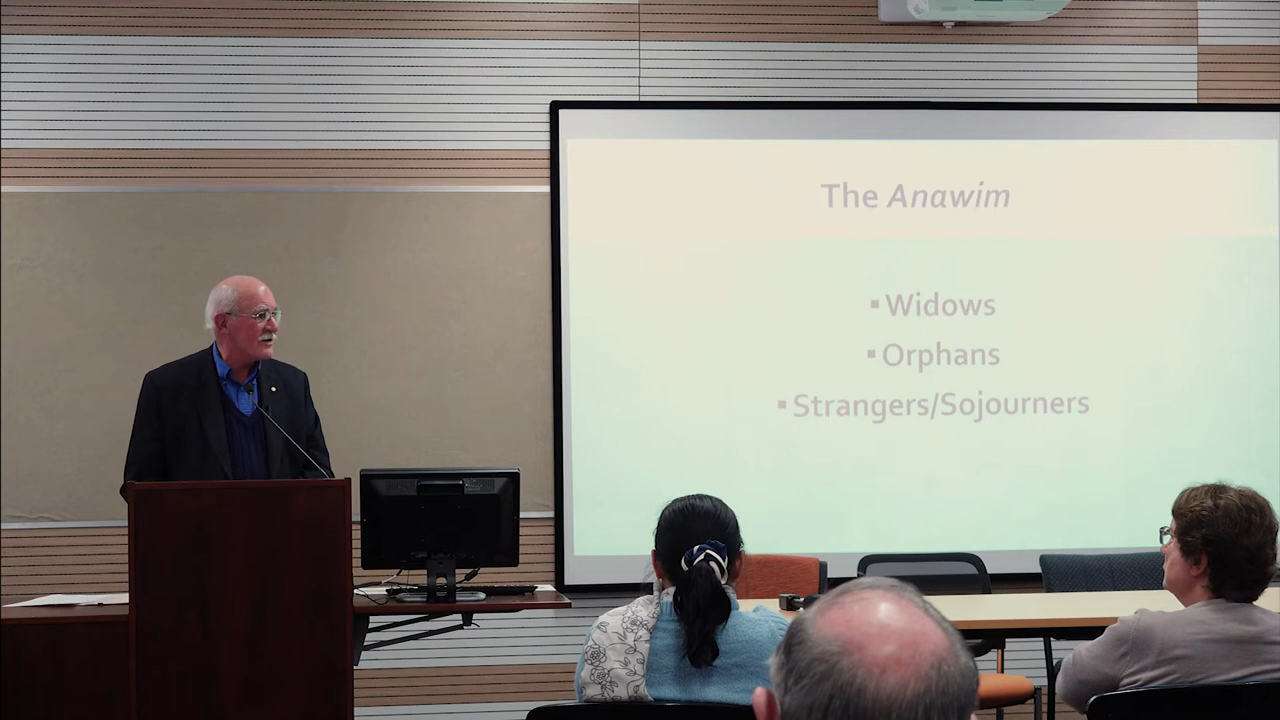 The Anawim
▪ Widows
▪ Orphans
▪ Strangers/Sojourners